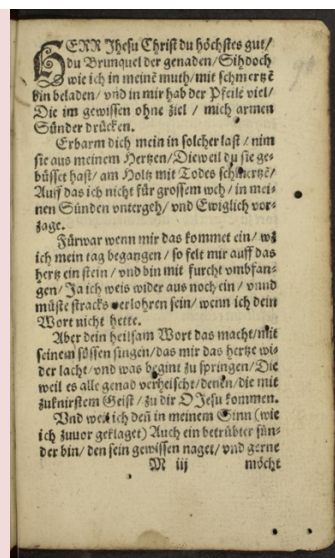 HERR Jhesu Christ du höchstes gut/
du Brunquel der genaden/ Sihdoch
wie ich in meinē muth/ mit schmertzē
bin beladen/ vnd in mir hab der Pfeile viel/
Die im gewissen ohne ziel / mich armen
Sünder drücken.
Erbarm dich mein in solcher last / nim
sie aus meinem Hertzen/ Dieweil du sie ge-
büsset hast/ am Holtz mit Todes schmertzē/
Auff das ich nicht für grossem weh / in mei-
nen Sünden vntergeh/ vnd Ewiglich vor-
zage.
Fürwar wenn mir das kommet ein/ wz
ich mein tag begangen / so felt mir auff das
hertz ein stein / vnd bin mit furcht vmbfan-
gen/ Ja ich weis wider aus noch ein / vnnd
müste stracks verlohren sein/ wenn ich dein
Wort nicht hette.
Aber dein heilsam Wort das macht/ mit
seinem süssen singen/ das mir das hertze wi-
der lacht/ vnd was begint zu springen/ Die
weil es alle genad verheischt/ denen/ die mit
zuknirstem Geist / zu dir O Jesu kommen.
Vnd weil ich deñ in meinem Sinn (wie
ich zuuor geklaget) Auch ein betrübter sün-
der bin/ den sein gewissen naget/ vnd gerne
M iij möcht